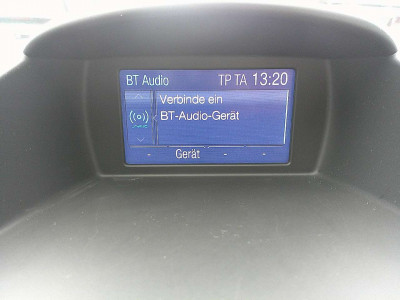 BT Audio TP TA 13:20
Verbinde ein
BT-Audio-Gerät
- Gerät - -